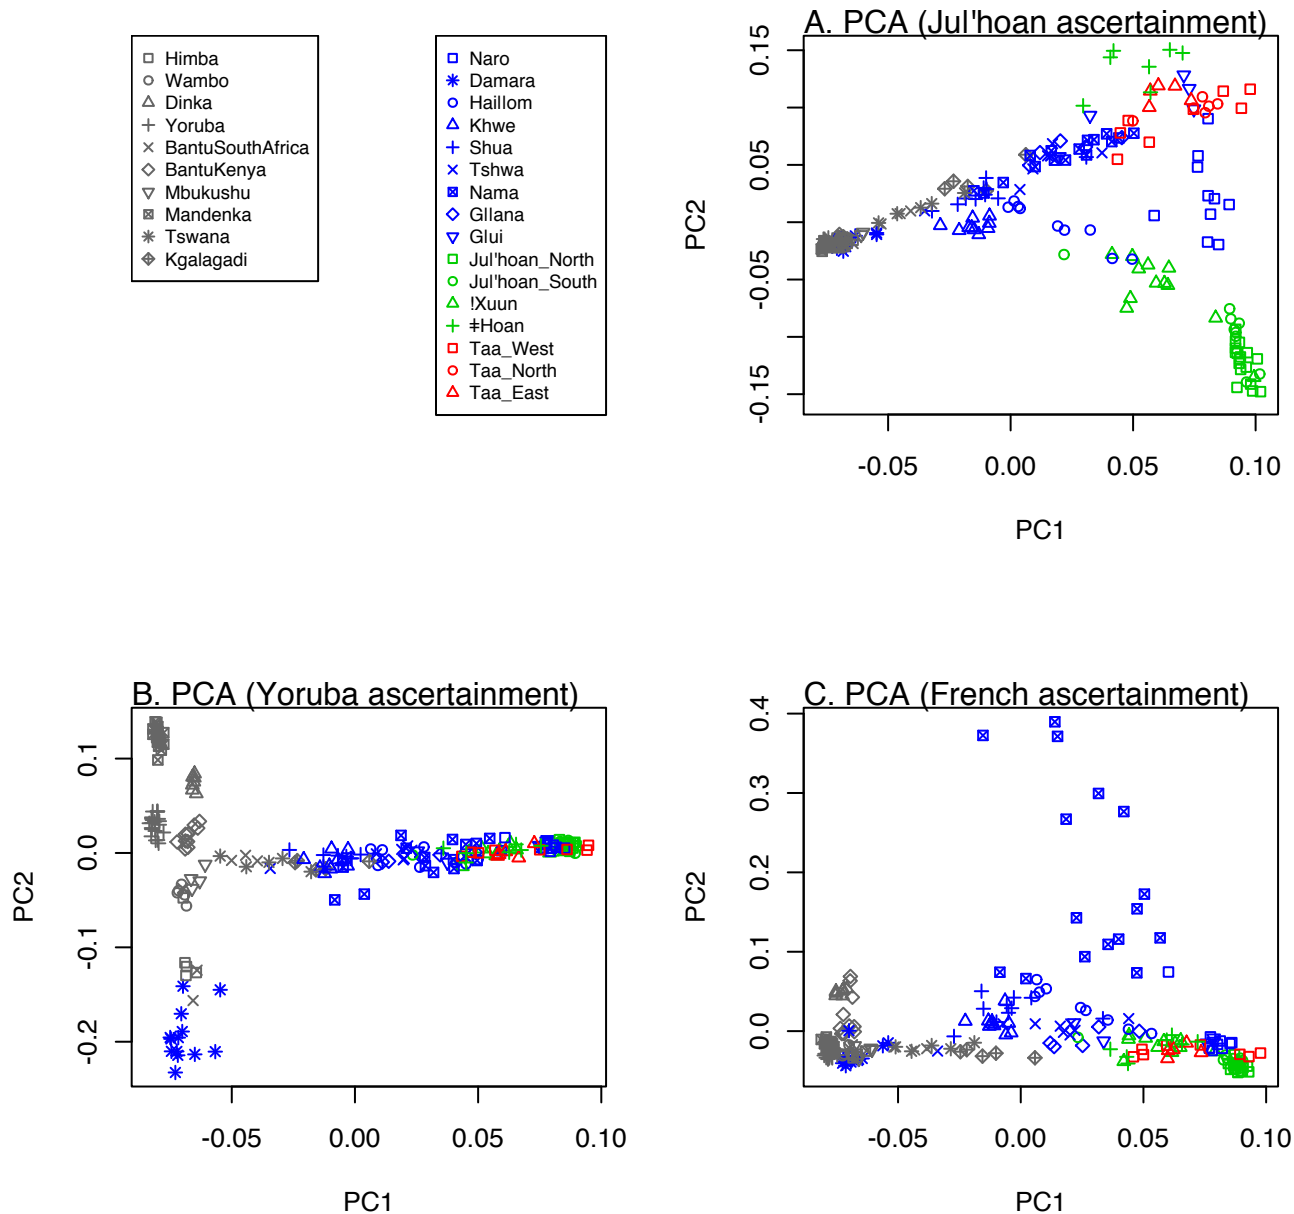 Himba
Wambo
Dinka
Yoruba
BantuSouthAfrica
BantuKenya
Mbukushu
Mandenka
Tswana
Kgalagadi
Naro
Damara
Haillom
Khwe
Shua
Tshwa
Nama
Gllana
Glui
Jul'hoan_North
Jul'hoan_South
!Xuun
ǂHoan
Taa_West
Taa_North
Taa_East
A. PCA (Jul'hoan ascertainment)
0.15
0.05
-0.05
-0.15
PC2
-0.05 0.00 0.05 0.10
PC1
B. PCA (Yoruba ascertainment)
0.1
0.0
-0.1
-0.2
PC2
-0.05 0.00 0.05 0.10
PC1
C. PCA (French ascertainment)
0.4
0.3
0.2
0.1
0.0
PC2
-0.05 0.00 0.05 0.10
PC1